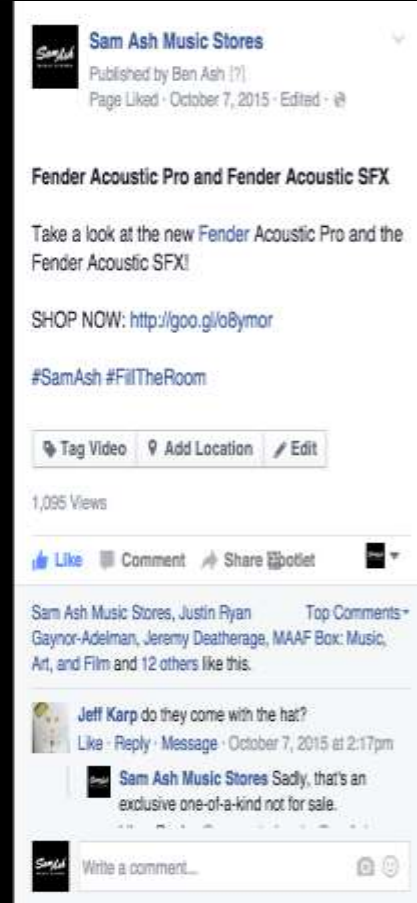 Sam Ash
Sam Ash Music Stores
Published by Ben Ash [?]
Page Liked · October 7, 2015 · Edited ·
Fender Acoustic Pro and Fender Acoustic SFX
Take a look at the new Fender Acoustic Pro and the
Fender Acoustic SFX!
SHOP NOW: http://goo.gl/o8ymor
#SamAsh #FillTheRoom
Tag Video Add Location Edit
1,095 Views
Like Comment Share
Sam Ash Music Stores, Justin Ryan Top Comments
Gaynor-Adelman, Jeremy Deatherage, MAAF Box: Music,
Art, and Film and 12 others like this.
Jeff Karp do they come with the hat?
Like · Reply · Message · October 7, 2015 at 2:17pm
Sam Ash Music Stores Sadly, that's an
exclusive one-of-a-kind not for sale.
Sam Ash
Write a comment...